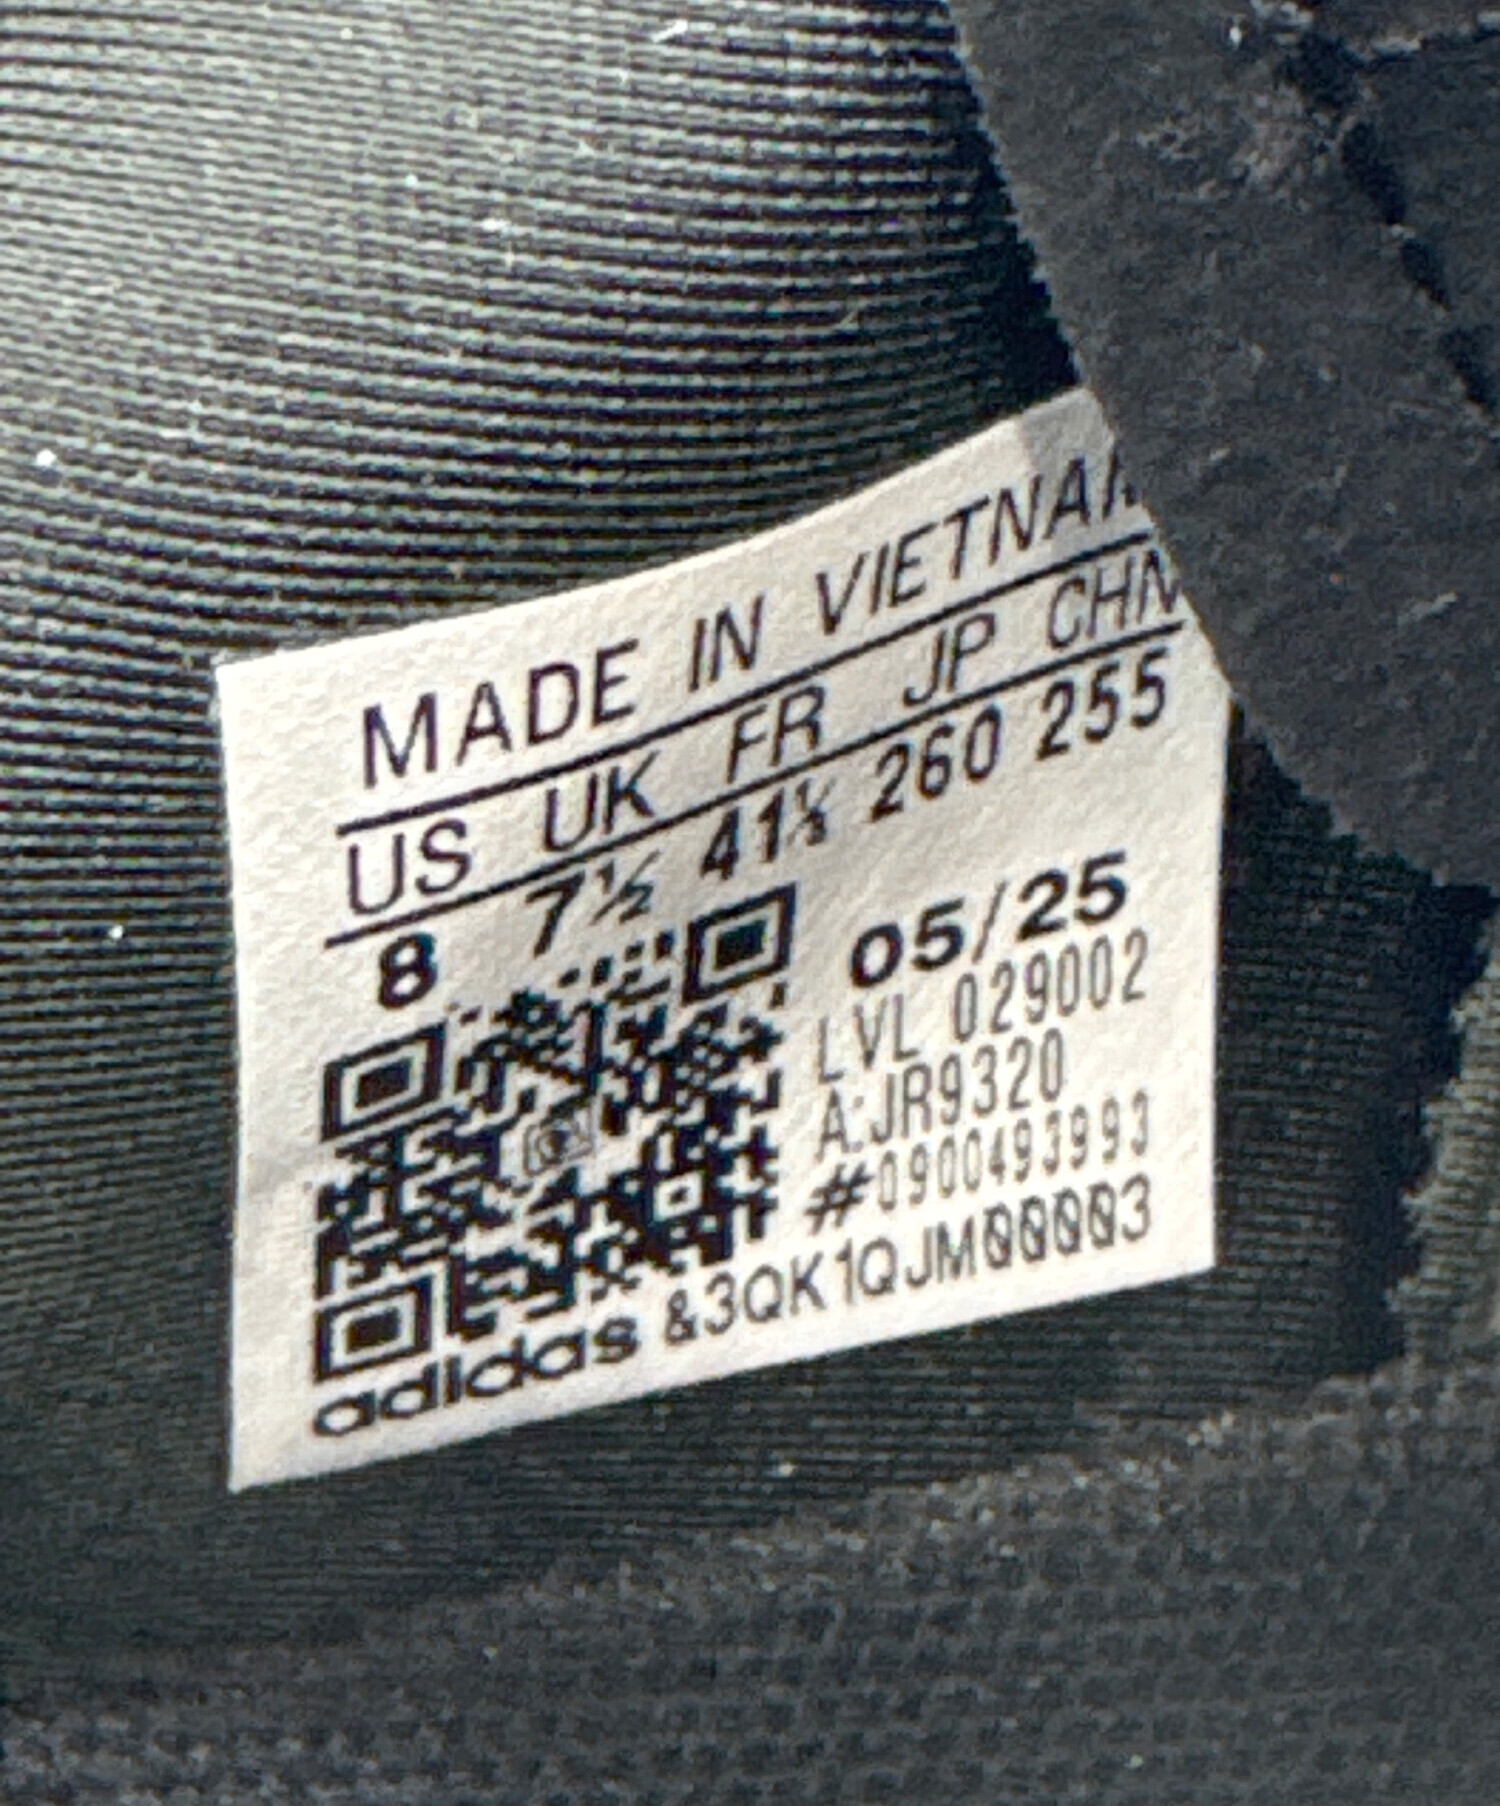 MADE IN VIETNAM
US UK FR JP CHN
8 7½ 41⅓ 260 255
05/25
LVL 029002
A:JR9320
#0900493993
adidas &3QK1QJM00003